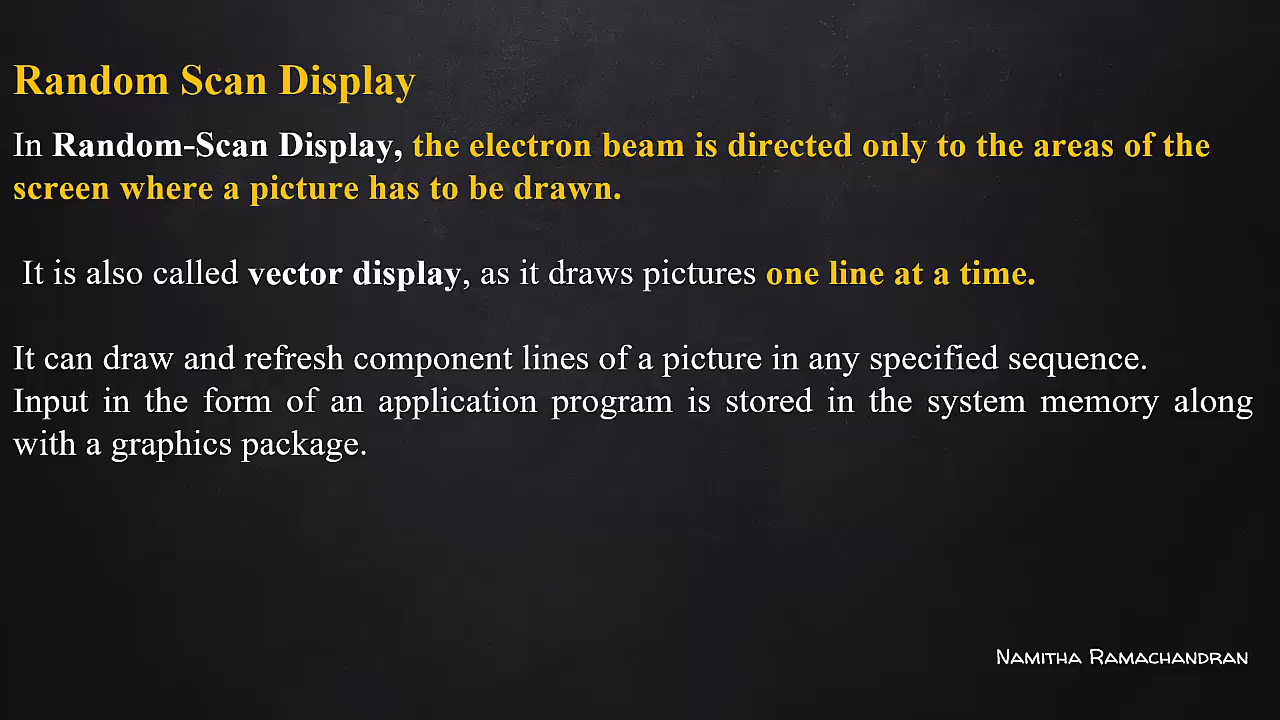 Random Scan Display
In Random-Scan Display, the electron beam is directed only to the areas of the
screen where a picture has to be drawn.
It is also called vector display, as it draws pictures one line at a time.
It can draw and refresh component lines of a picture in any specified sequence.
Input in the form of an application program is stored in the system memory along
with a graphics package.
Namitha Ramachandran